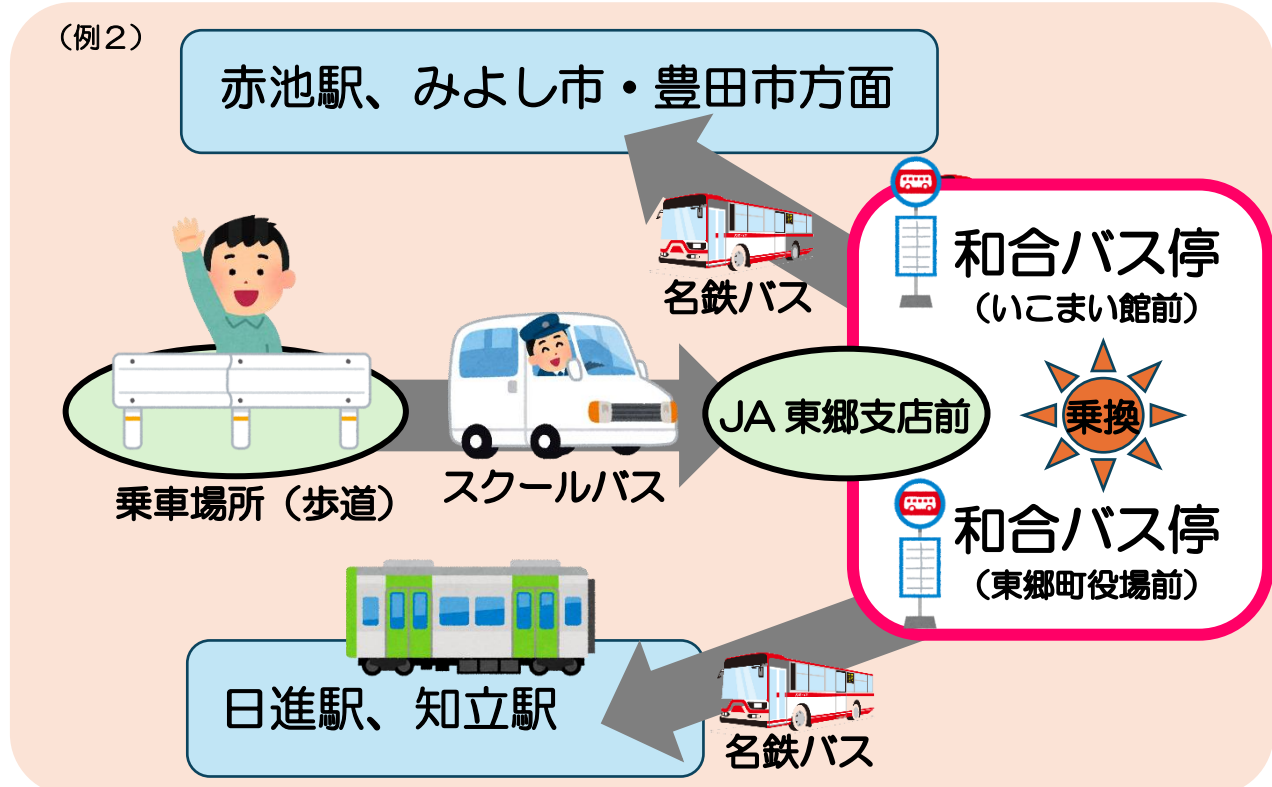 （例２）
赤池駅、みよし市・豊田市方面
名鉄バス
和合バス停
（いこまい館前）
乗換
JA 東郷支店前
スクールバス
乗車場所（歩道）
和合バス停
（東郷町役場前）
日進駅、知立駅
名鉄バス